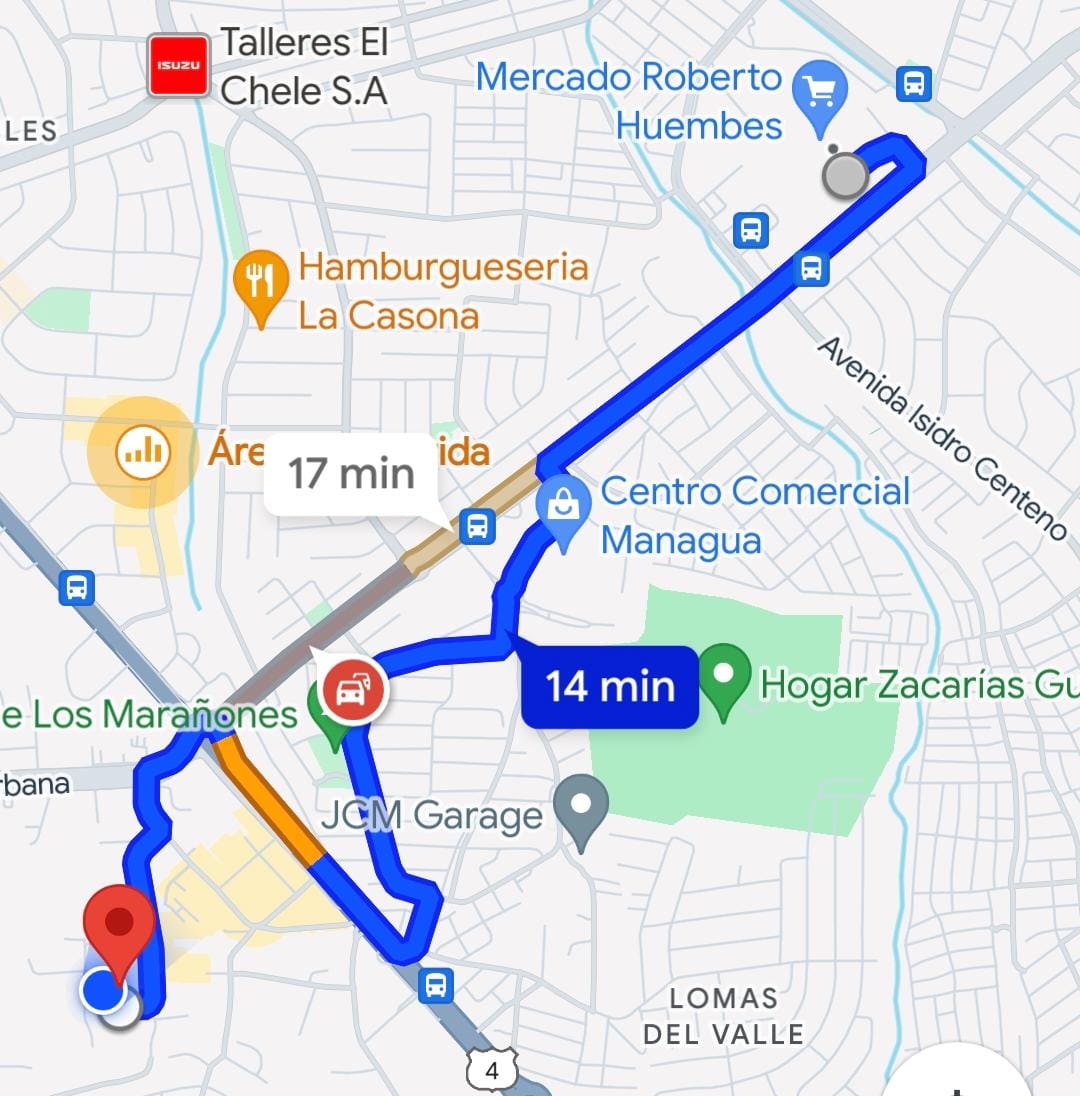 Talleres El
Chele S.A
ISUZU
LES
Mercado Roberto
Huembes
Hamburgueseria
La Casona
Avenida Isidro Centeno
Áre
ida
17 min
Centro Comercial
Managua
14 min
Hogar Zacarías Gu
e Los Marañones
rbana
JCM Garage
LOMAS
DEL VALLE
4